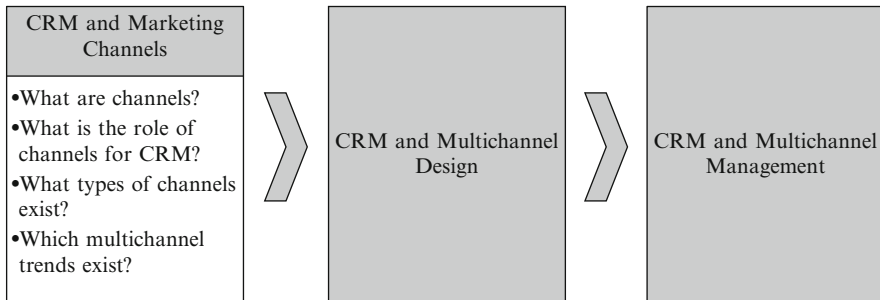 CRM and Marketing
Channels
•What are channels?
•What is the role of
channels for CRM?
•What types of channels
exist?
•Which multichannel
trends exist?
CRM and Multichannel
Design
CRM and Multichannel
Management